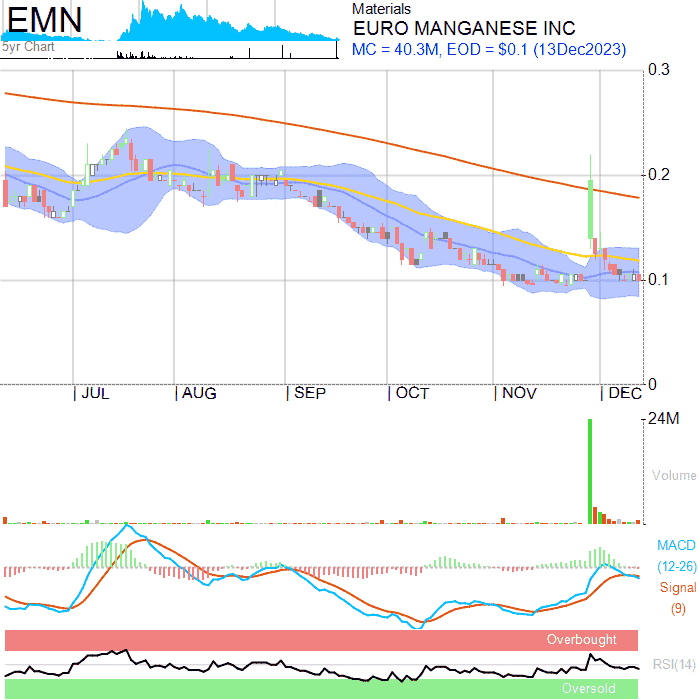 EMN
Materials
EURO MANGANESE INC
MC = 40.3M, EOD = $0.1 (13Dec2023)
5yr Chart
0.3
0.2
0.1
0
JUL AUG SEP OCT NOV DEC
24M
Volume
MACD
(12-26)
Signal
(9)
Overbought
RSI(14)
Oversold